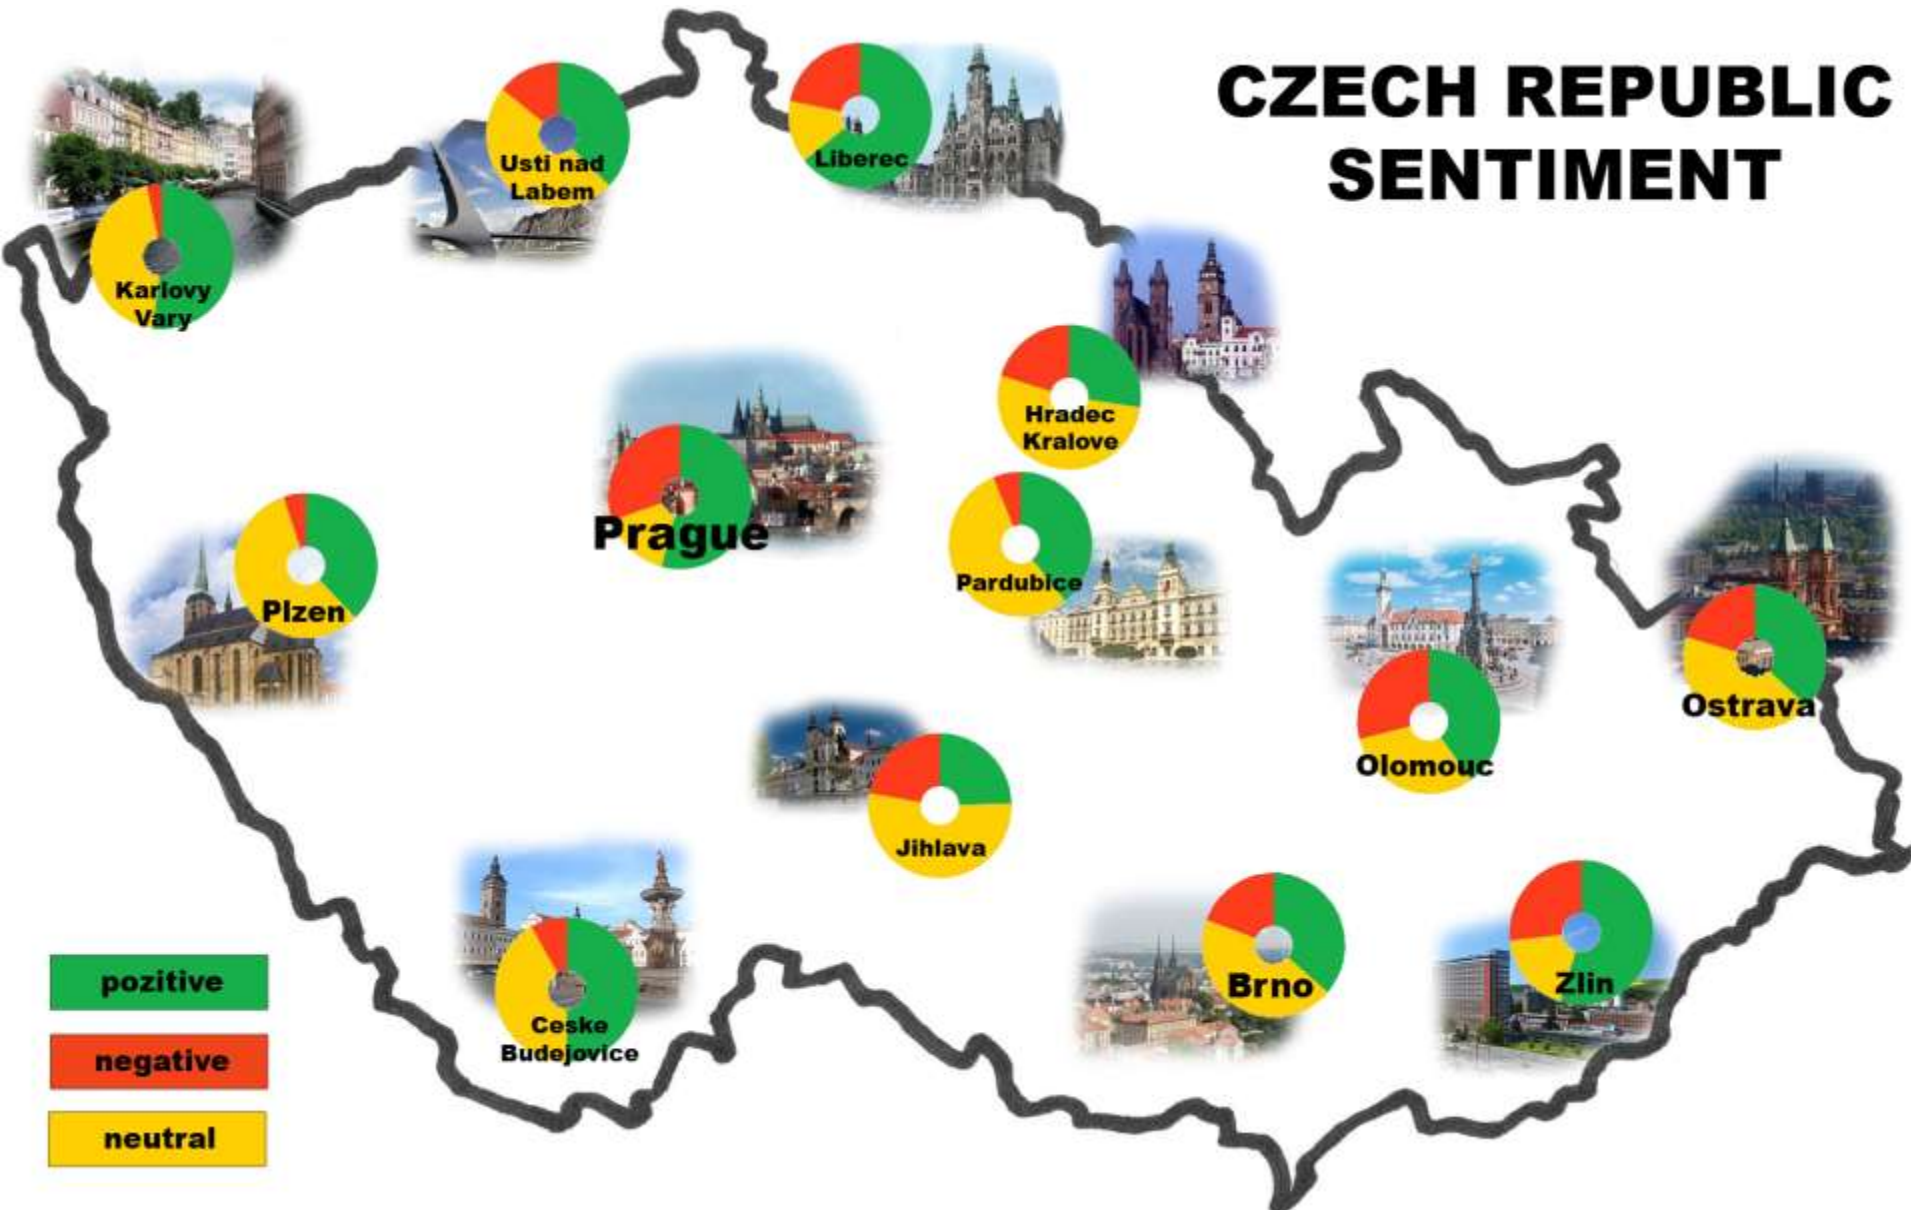 CZECH REPUBLIC
SENTIMENT
Usti nad
Labem
Liberec
Karlovy
Vary
Hradec
Kralove
Prague
Pardubice
Plzen
Ostrava
Olomouc
Jihlava
Brno
Zlin
Ceske
Budejovice
pozitive
negative
neutral